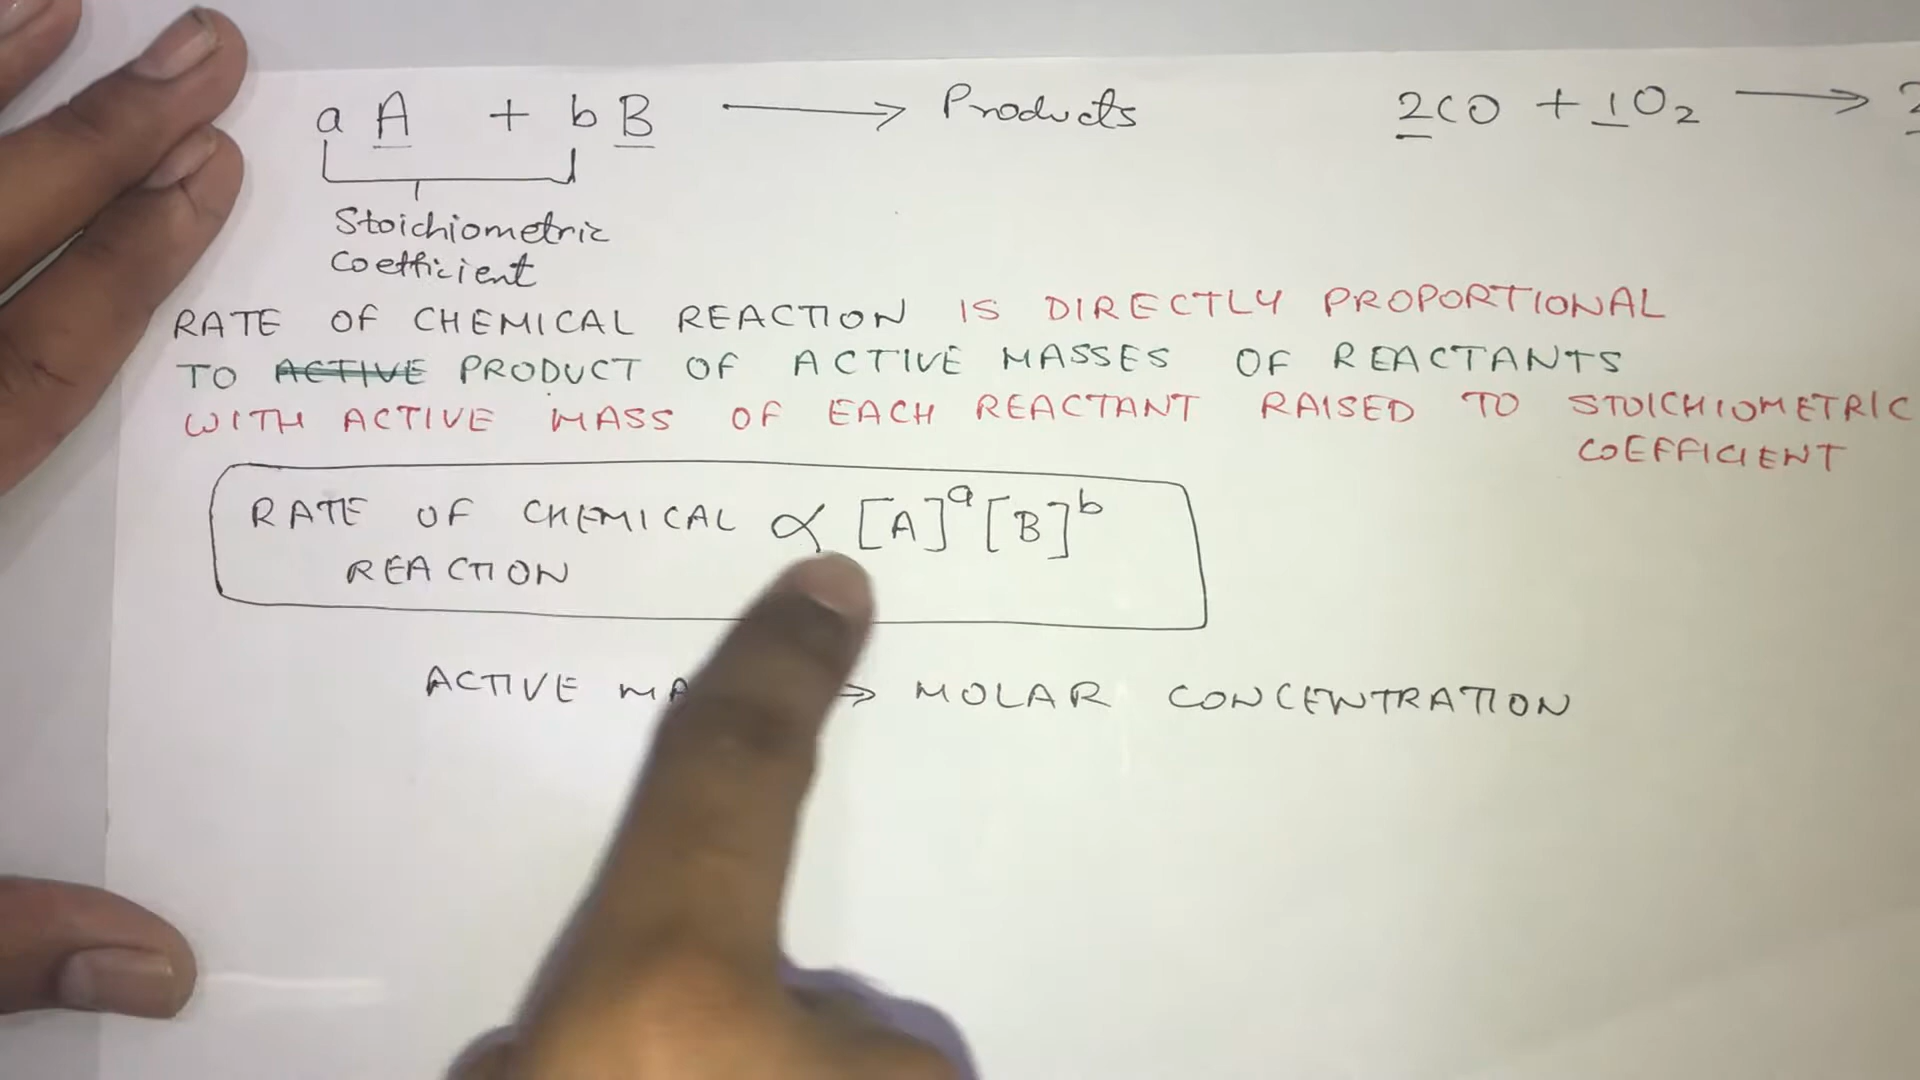 a A + b B ⟶ Products 2CO + 1O₂ ⟶
Stoichiometric
Coefficient
RATE OF CHEMICAL REACTION IS DIRECTLY PROPORTIONAL
TO ACTIVE PRODUCT OF ACTIVE MASSES OF REACTANTS
WITH ACTIVE MASS OF EACH REACTANT RAISED TO STOICHIOMETRIC
COEFFICIENT
RATE OF CHEMICAL ∝ [A]ᵃ [B]ᵇ
REACTION
ACTIVE → MOLAR CONCENTRATION